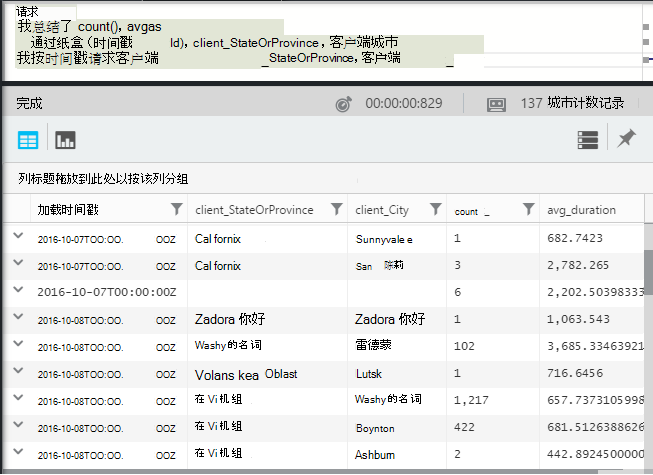 请求
我总结了 count(), avgas
通过纸盒（时间戳 Id), client_StateOrProvince，客户端城市
我按时间戳请求客户端 _StateOrProvince, 客户端 _
完成 00:00:00:829 137 城市计数记录
列标题拖放到此处以按该列分组
加载时间戳 client_StateOrProvince client_City count _ avg_duration
2016-10-07TOO:OO. OOZ Cal fornix Sunnyvale e 1 682.7423
2016-10-07TOO:OO. OOZ Cal fornix San 陈莉 3 2,782.265
2016-10-07T00:00:00Z 6 2,202.50398333
2016-10-08TOO:OO. OOZ Zadora 你好 Zadora 你好 1 1,063.543
2016-10-08TOO:OO. OOZ Washy的名词 雷德蒙 102 3,685.33463921
2016-10-08TOO:OO. OOZ Volans kea Oblast Lutsk 1 716.6456
2016-10-08TOO:OO. OOZ 在 Vi 机组 Washy的名词 1,217 657.7373105998
2016-10-08TOO:OO. OOZ 在 Vi 机组 Boynton 422 681.5126388626
2016-10-08TOO:OO. OOZ 在 Vi 机组 Ashbum 2 442.8924500000